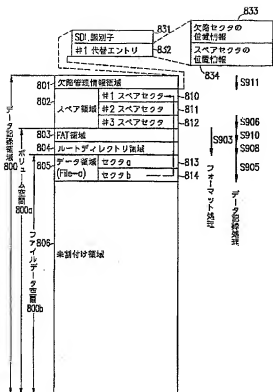 833
831
SDL識別子
832
#1 代替エントリ
欠陥セクタの
位置情報
スペアセクタの
位置情報
834
801
欠陥管理情報領域
S911
802
スペア領域
#1 スペアセクタ
810
#2 スペアセクタ
811
#3 スペアセクタ
812
S906
803
FAT領域
S903
S910
804
ルートディレクトリ領域
S908
805
データ領域
(File-a)
セクタa
813
S905
セクタb
814
フォーマット処理
データ記録処理
データ記録領域 800
ボリューム空間 800a
ファイルデータ空間 800b
806
未割付け領域